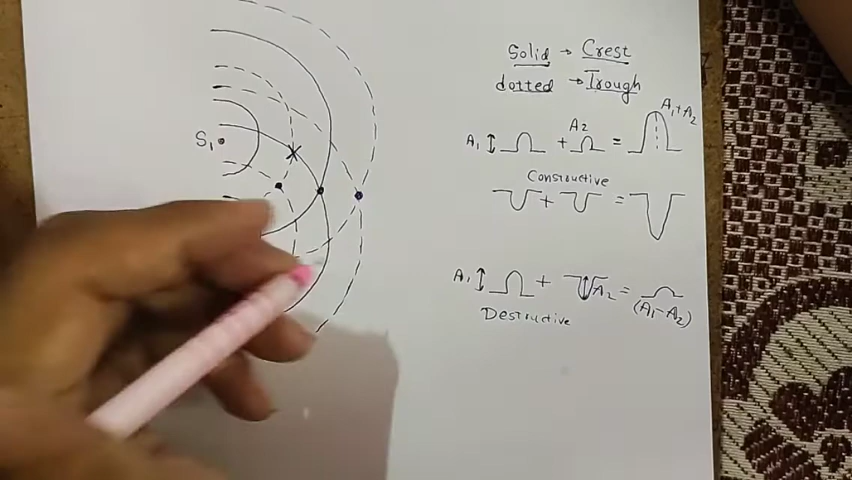 Solid → Crest
dotted → Trough
S₁
A₁ + A₂ = A₁+A₂
Constructive
+ =
A₁ + A₂ = (A₁-A₂)
Destructive